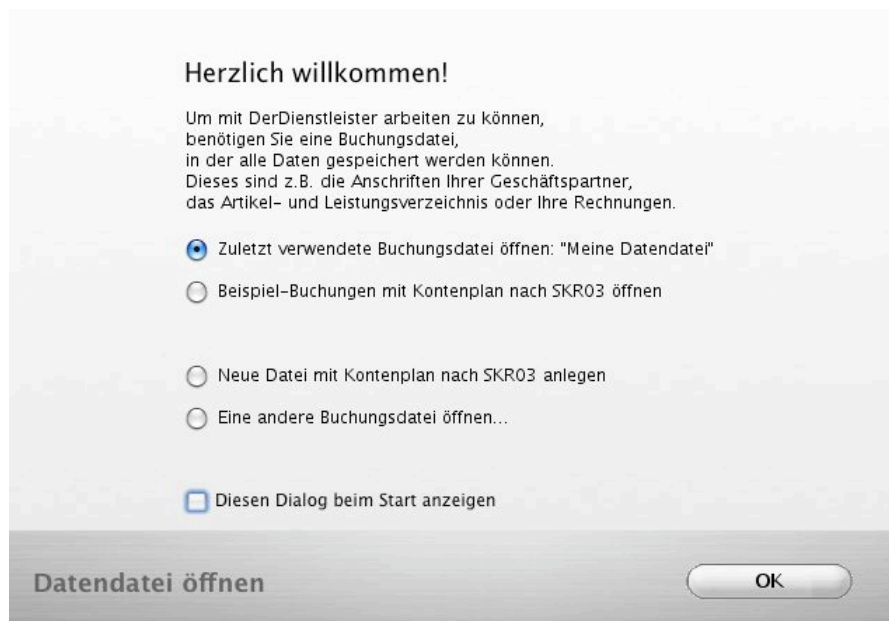 Herzlich willkommen!
Um mit DerDienstleister arbeiten zu können,
benötigen Sie eine Buchungsdatei,
in der alle Daten gespeichert werden können.
Dieses sind z.B. die Anschriften Ihrer Geschäftspartner,
das Artikel- und Leistungsverzeichnis oder Ihre Rechnungen.
Zuletzt verwendete Buchungsdatei öffnen: "Meine Datendatei"
Beispiel-Buchungen mit Kontenplan nach SKR03 öffnen
Neue Datei mit Kontenplan nach SKR03 anlegen
Eine andere Buchungsdatei öffnen...
Diesen Dialog beim Start anzeigen
Datendatei öffnen
OK